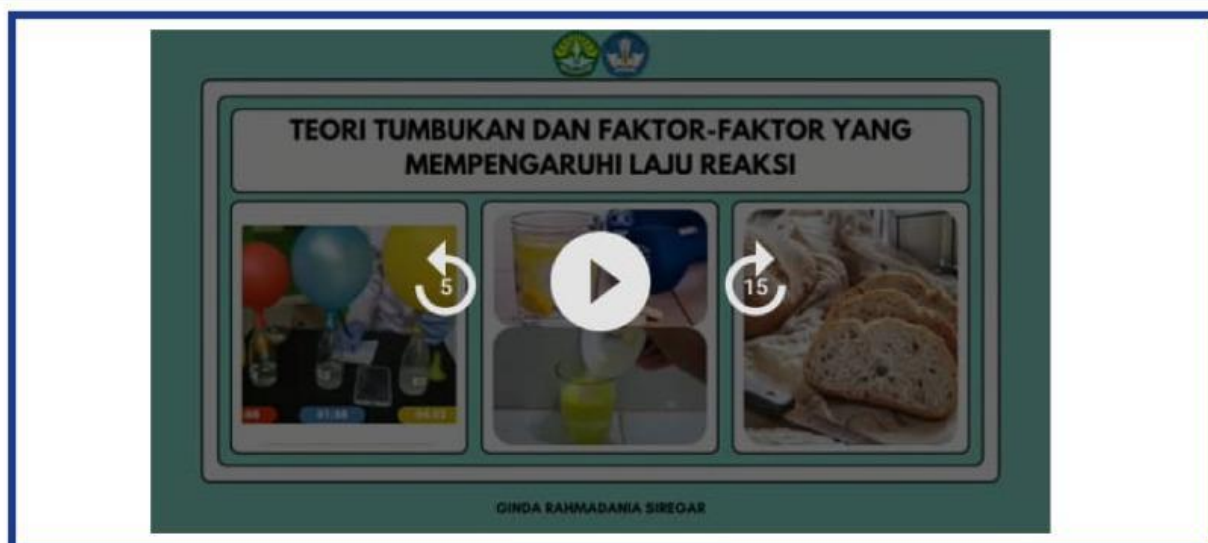 TEORI TUMBUKAN DAN FAKTOR-FAKTOR YANG
MEMPENGARUHI LAJU REAKSI
5
15
GINDA RAHMADANIA SIREGAR